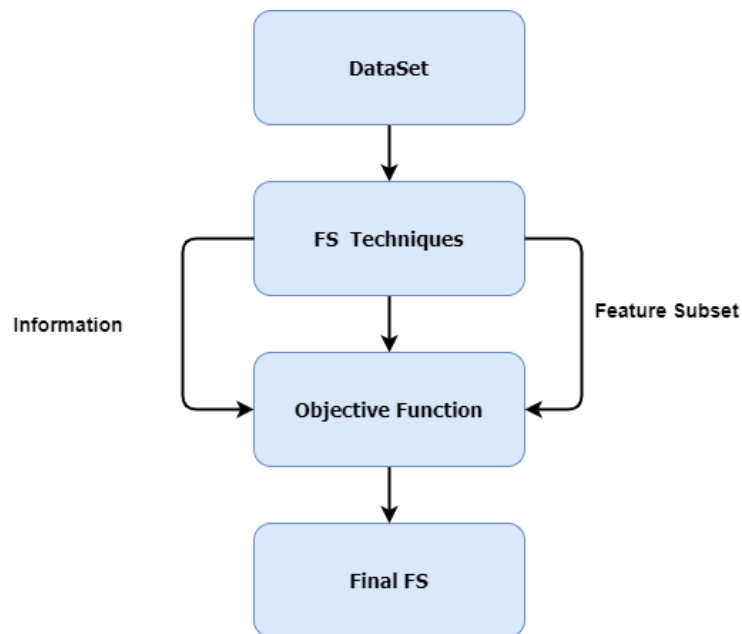 DataSet
FS Techniques
Information
Feature Subset
Objective Function
Final FS